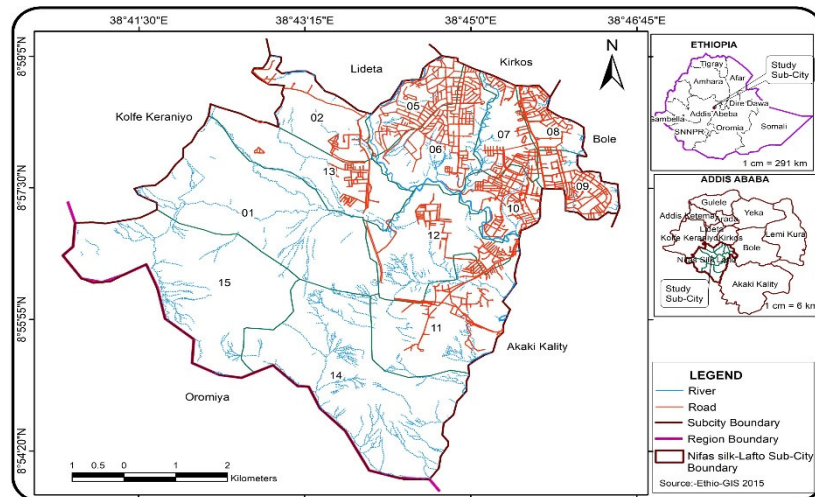 38°41'30"E 38°43'15"E 38°45'0"E 38°46'45"E
8°59'5"N
8°57'30"N
8°55'55"N
8°54'20"N
N
Lideta
Kirkos
Kolfe Keraniyo
Bole
Akaki Kality
Oromiya
05
02
07
08
06
13
09
01
10
12
15
11
14
1 0.5 0 1 2
Kilometers
ETHIOPIA
Study
Sub-City
Tigray
Afar
Amhara
Dire Dawa
Addis Abeba
Gambella
SNNPR
Oromia
Somali
1 cm = 291 km
ADDIS ABABA
Gulele
Yeka
Addis Ketema
Arada
Lideta
Lemi Kura
Kolfe Keraniyo
Kirkos
Bole
Nifas Silk Lafto
Akaki Kality
Study
Sub-City
1 cm = 6 km
LEGEND
River
Road
Subcity Boundary
Region Boundary
Nifas silk-Lafto Sub-City
Boundary
Source:-Ethio-GIS 2015